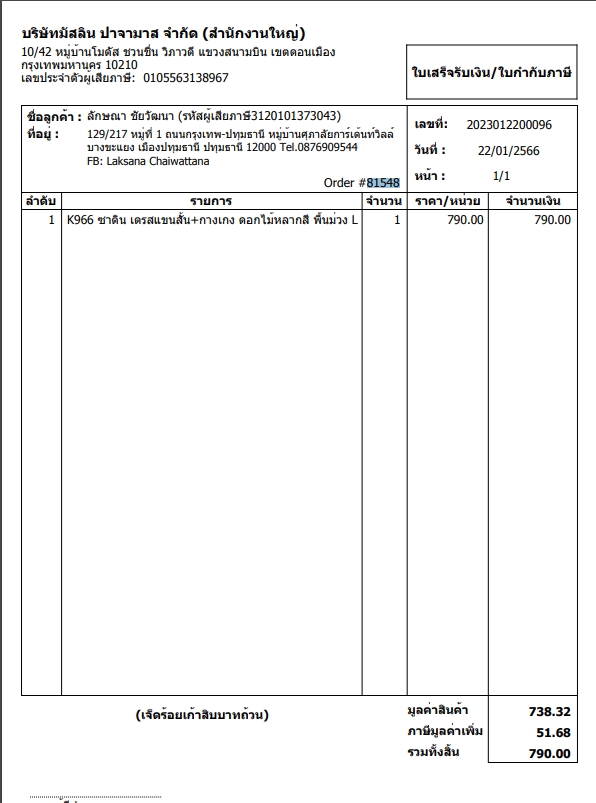 บริษัทมัสลิน ปาจามาส จำกัด (สำนักงานใหญ่)
10/42 หมู่บ้านโมดัส ชวนชื่น วิภาวดี แขวงสนามบิน เขตดอนเมือง
กรุงเทพมหานคร 10210
เลขประจำตัวผู้เสียภาษี: 0105563138967
ใบเสร็จรับเงิน/ใบกำกับภาษี
ชื่อลูกค้า : ลักษณา ชัยวัฒนา (รหัสผู้เสียภาษี3120101373043)
ที่อยู่ : 129/217 หมู่ที่ 1 ถนนกรุงเทพ-ปทุมธานี หมู่บ้านศุภาลัยการ์เด้นท์วิลล์
บางขะแยง เมืองปทุมธานี ปทุมธานี 12000 Tel.0876909544
FB: Laksana Chaiwattana
Order #81548
เลขที่: 2023012200096
วันที่ : 22/01/2566
หน้า : 1/1
ลำดับ รายการ จำนวน ราคา/หน่วย จำนวนเงิน
1 K966 ซาติน เดรสแขนสั้น+กางเกง ดอกไม้หลากสี พื้นม่วง L 1 790.00 790.00
(เจ็ดร้อยเก้าสิบบาทถ้วน)
มูลค่าสินค้า 738.32
ภาษีมูลค่าเพิ่ม 51.68
รวมทั้งสิ้น 790.00